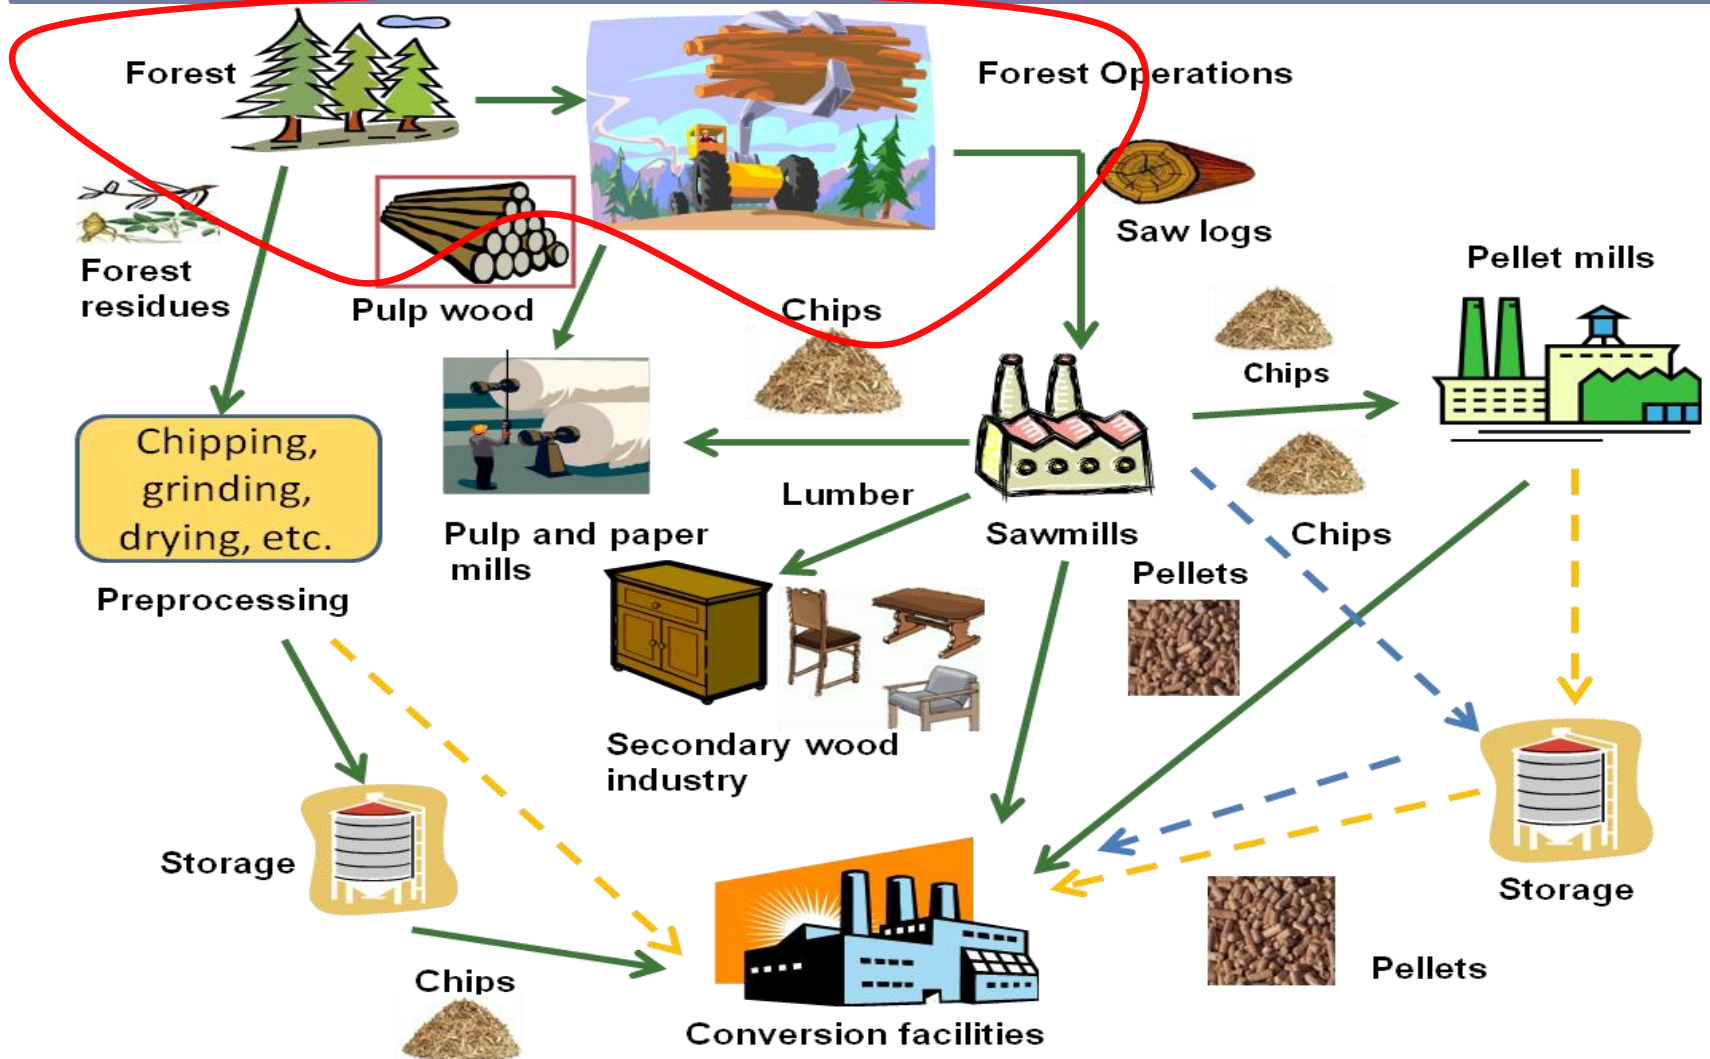 Forest
Forest Operations
Saw logs
Forest
residues
Pulp wood
Chips
Pellet mills
Chips
Chipping,
grinding,
drying, etc.
Preprocessing
Pulp and paper
mills
Lumber
Sawmills
Chips
Pellets
Secondary wood
industry
Storage
Storage
Chips
Pellets
Conversion facilities